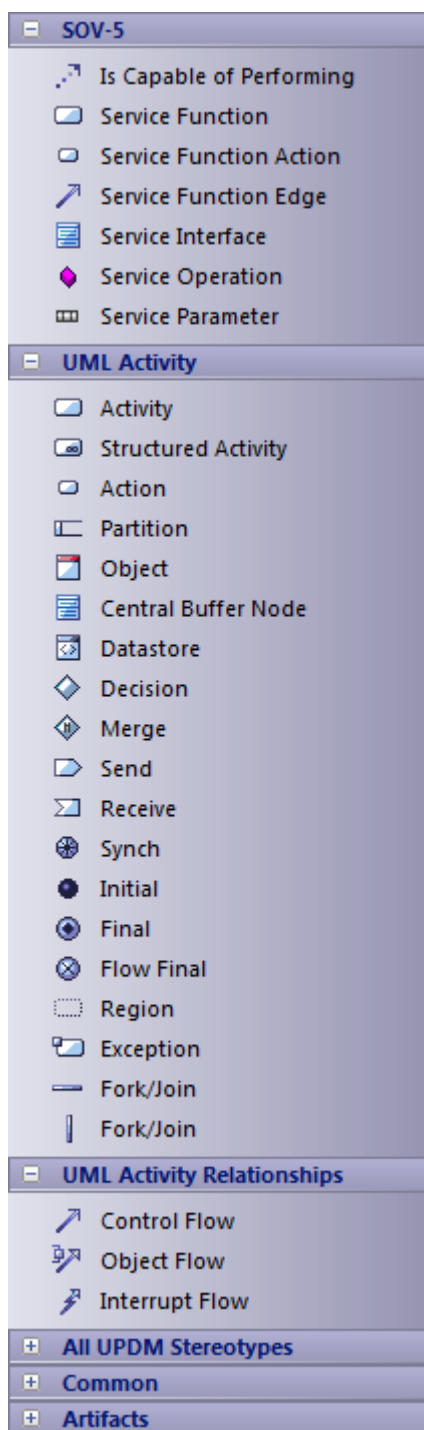 SOV-5
Is Capable of Performing
Service Function
Service Function Action
Service Function Edge
Service Interface
Service Operation
Service Parameter
UML Activity
Activity
Structured Activity
Action
Partition
Object
Central Buffer Node
Datastore
Decision
Merge
Send
Receive
Synch
Initial
Final
Flow Final
Region
Exception
Fork/Join
Fork/Join
UML Activity Relationships
Control Flow
Object Flow
Interrupt Flow
All UPDM Stereotypes
Common
Artifacts